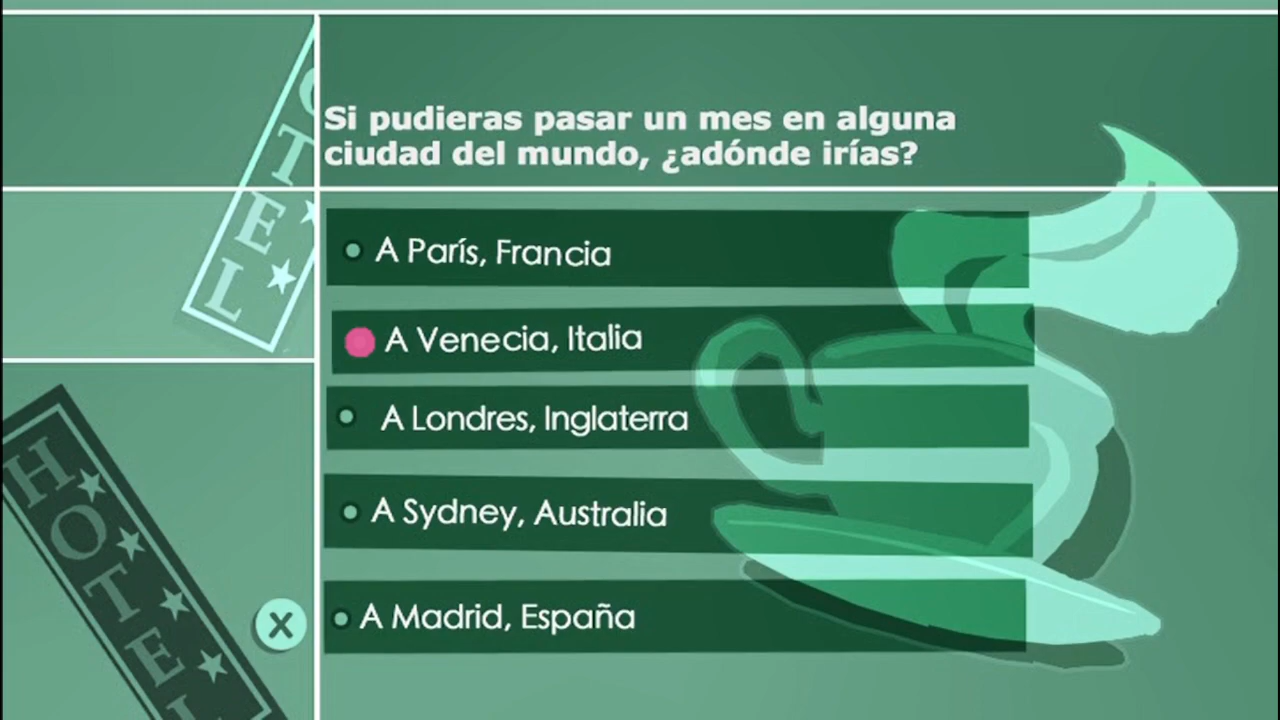 Si pudieras pasar un mes en alguna
ciudad del mundo, ¿adónde irías?
A París, Francia
A Venecia, Italia
A Londres, Inglaterra
A Sydney, Australia
A Madrid, España
OTEL
HOTEL
X